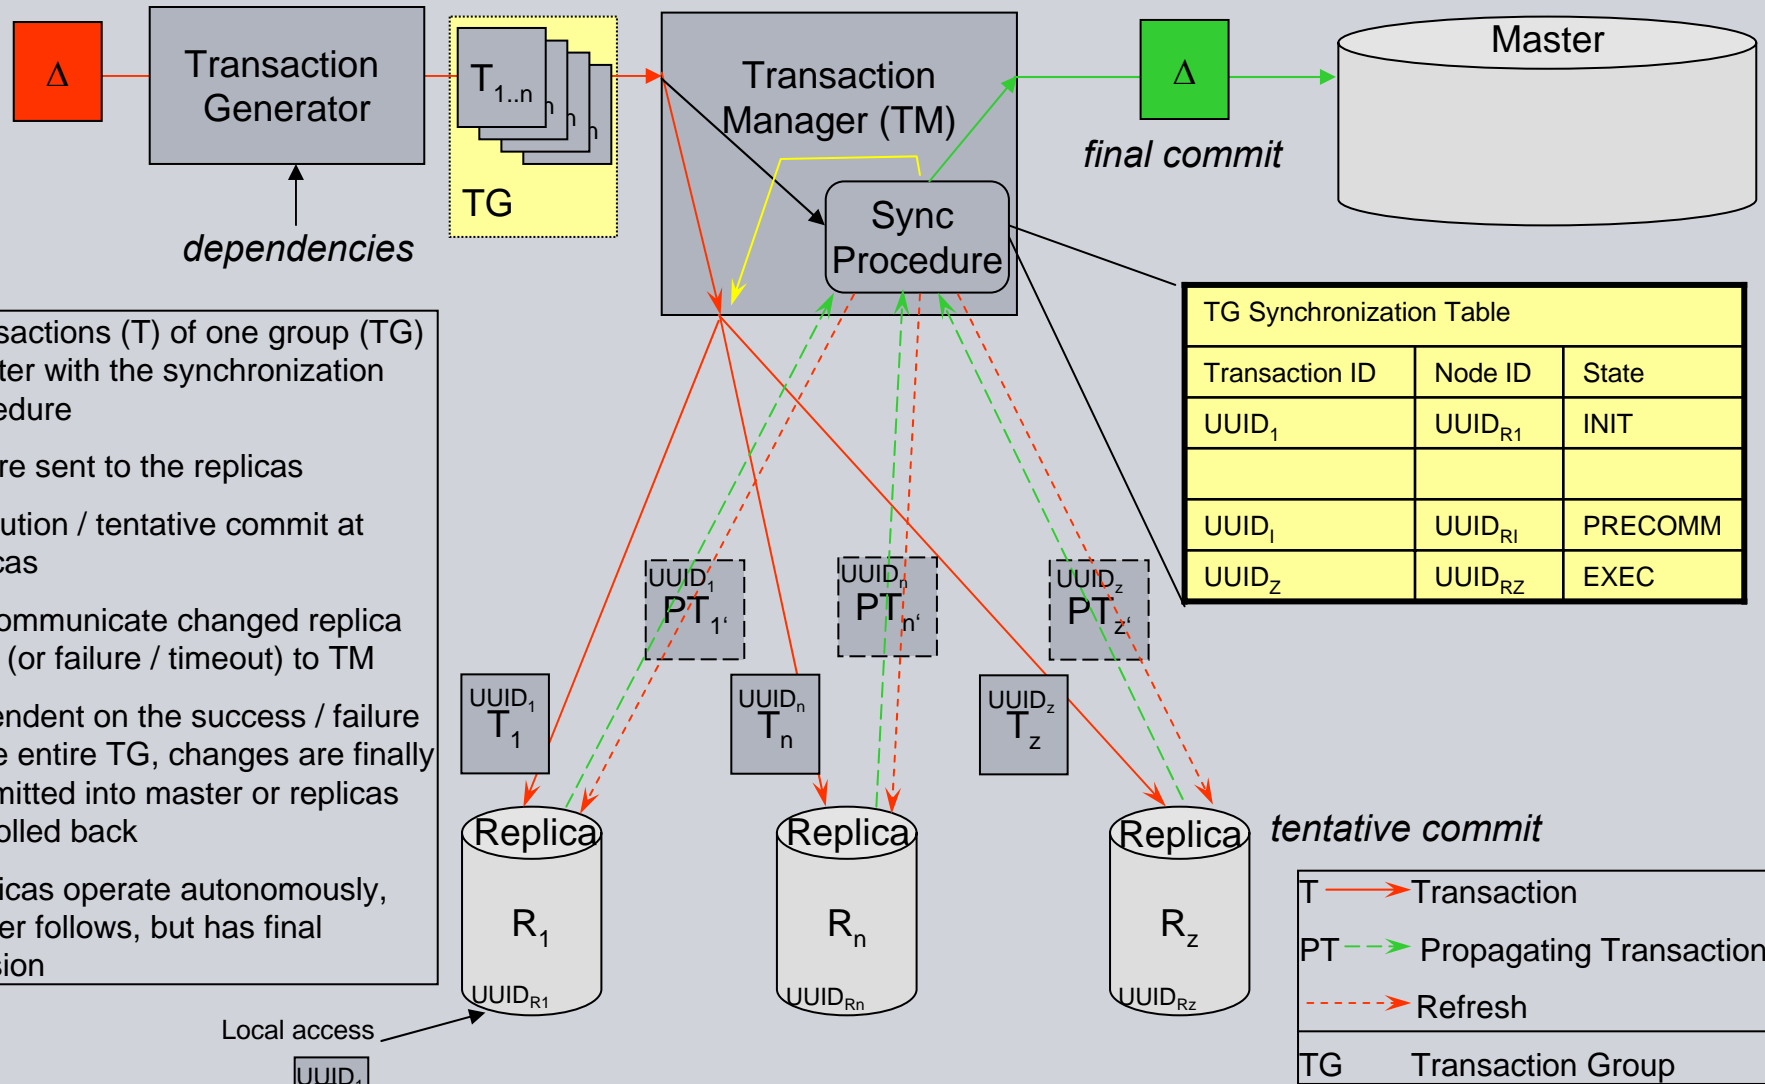 Δ
Transaction
Generator
dependencies
T1..n
n
n
n
TG
Transaction
Manager (TM)
Sync
Procedure
Δ
final commit
Master
TG Synchronization Table
Transaction ID Node ID State
UUID1 UUIDR1 INIT
UUIDI UUIDRI PRECOMM
UUIDZ UUIDRZ EXEC
sactions (T) of one group (TG)
ter with the synchronization
edure
re sent to the replicas
ution / tentative commit at
cas
ommunicate changed replica
(or failure / timeout) to TM
endent on the success / failure
e entire TG, changes are finally
mitted into master or replicas
olled back
icas operate autonomously,
er follows, but has final
sion
UUID1
PT1‘
UUIDn
PTn‘
UUIDz
PTz‘
UUID1
T1
UUIDn
Tn
UUIDz
Tz
Replica
R1
UUIDR1
Replica
Rn
UUIDRn
Replica
Rz
UUIDRz
tentative commit
Local access
UUID1
T Transaction
PT Propagating Transaction
Refresh
TG Transaction Group